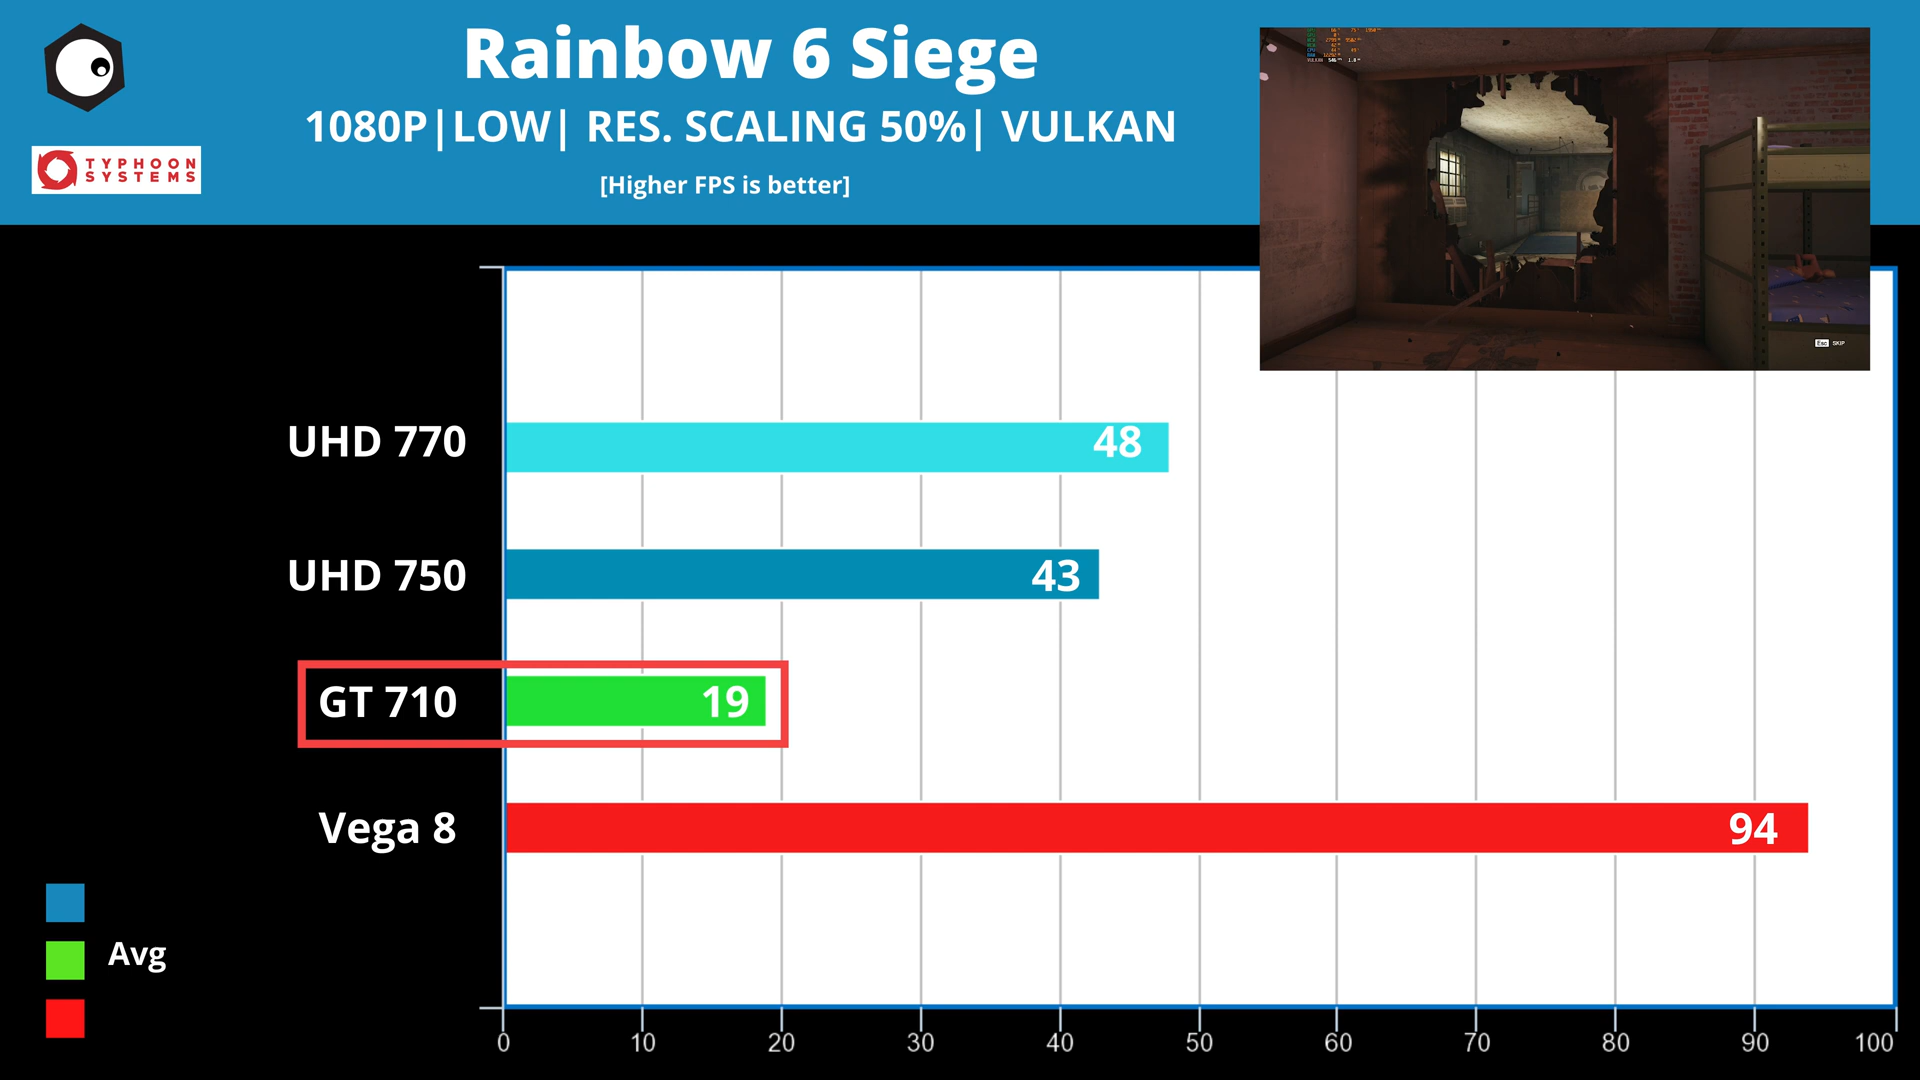 Rainbow 6 Siege
1080P|LOW| RES. SCALING 50%| VULKAN
[Higher FPS is better]
TYPHOON
SYSTEMS
Esc SKIP
UHD 770
48
UHD 750
43
GT 710
19
Vega 8
94
Avg
0 10 20 30 40 50 60 70 80 90 100